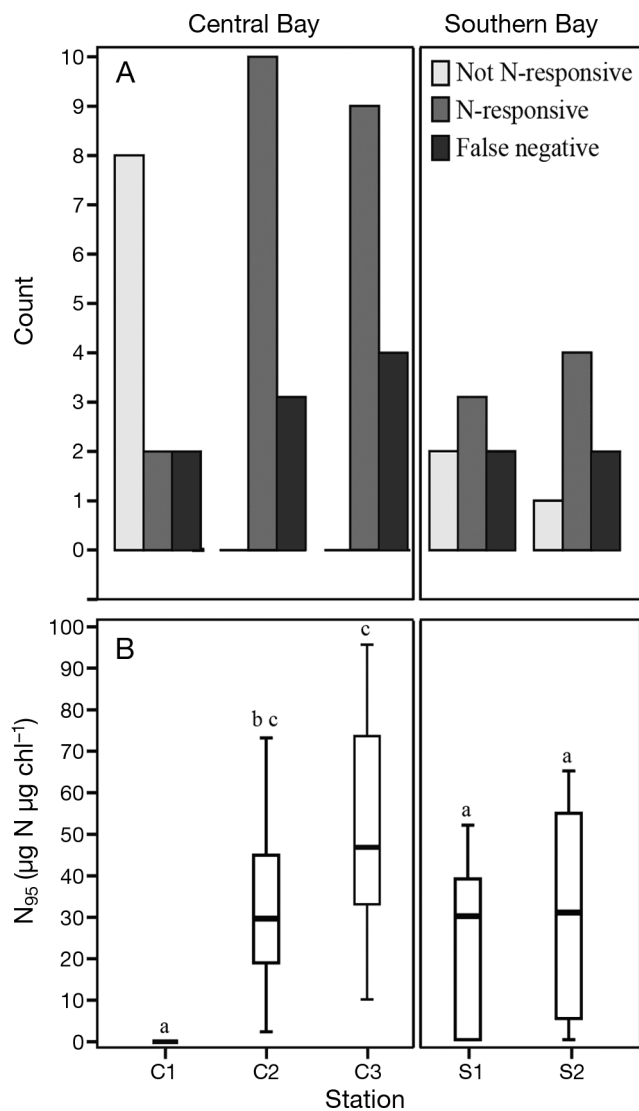 Central Bay
Southern Bay
A
Not N-responsive
N-responsive
False negative
10
9
8
7
6
5
4
3
2
1
0
Count
B
100
90
80
70
60
50
40
30
20
10
0
N₉₅ (µg N µg chl⁻¹)
a
b c
c
a
a
C1 C2 C3 S1 S2
Station